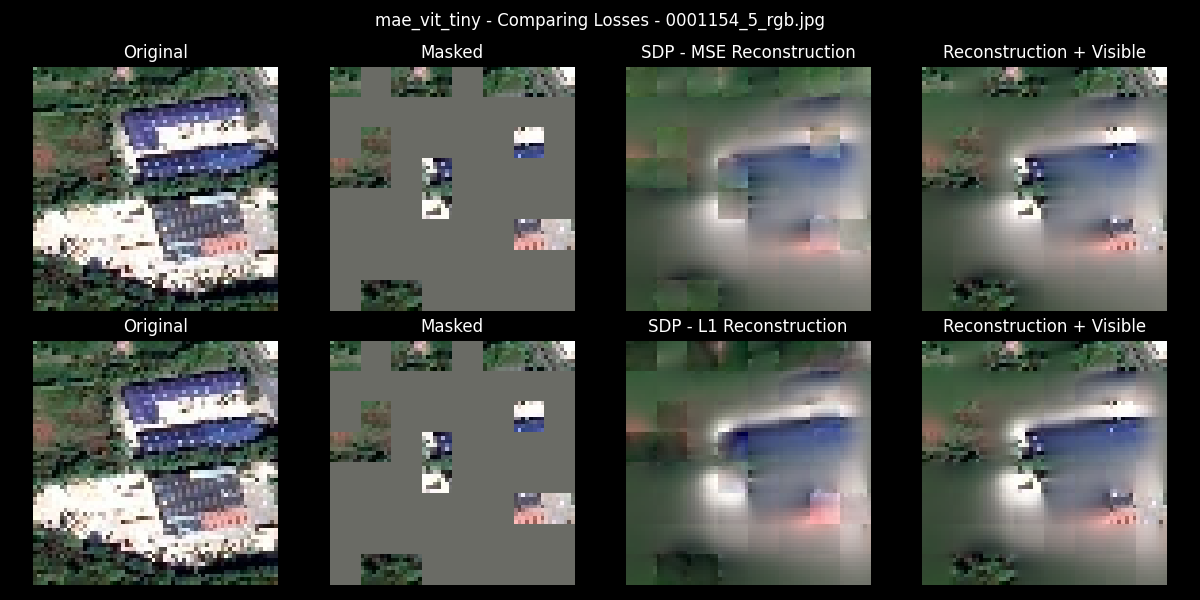 mae_vit_tiny - Comparing Losses - 0001154_5_rgb.jpg
Original
Masked
SDP - MSE Reconstruction
Reconstruction + Visible
Original
Masked
SDP - L1 Reconstruction
Reconstruction + Visible